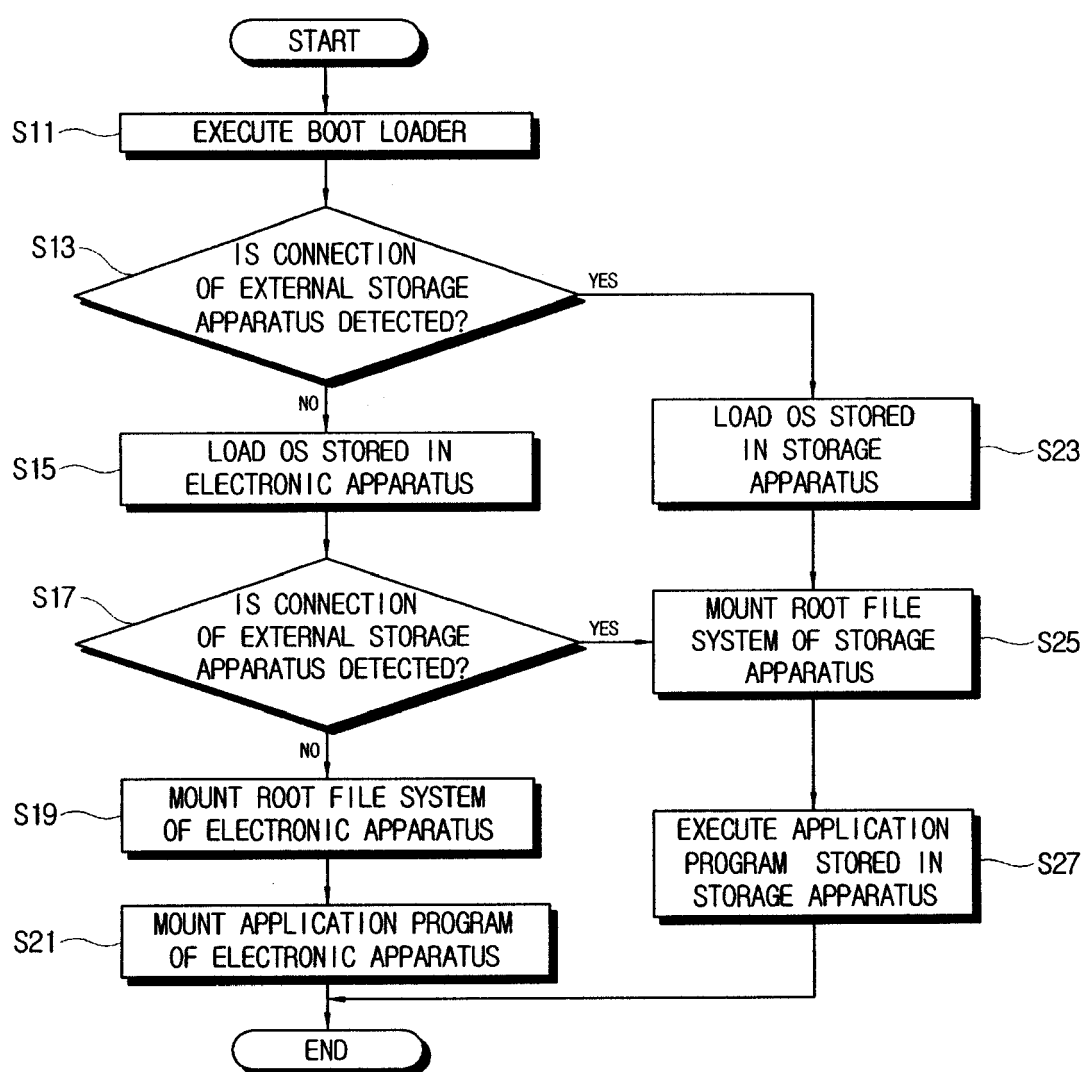 START
S11
EXECUTE BOOT LOADER
S13
IS CONNECTION
OF EXTERNAL STORAGE
APPARATUS DETECTED?
YES
NO
S15
LOAD OS STORED IN
ELECTRONIC APPARATUS
LOAD OS STORED
IN STORAGE
APPARATUS
S23
S17
IS CONNECTION
OF EXTERNAL STORAGE
APPARATUS DETECTED?
YES
NO
MOUNT ROOT FILE
SYSTEM OF STORAGE
APPARATUS
S25
S19
MOUNT ROOT FILE SYSTEM
OF ELECTRONIC APPARATUS
EXECUTE APPLICATION
PROGRAM STORED IN
STORAGE APPARATUS
S27
S21
MOUNT APPLICATION PROGRAM
OF ELECTRONIC APPARATUS
END